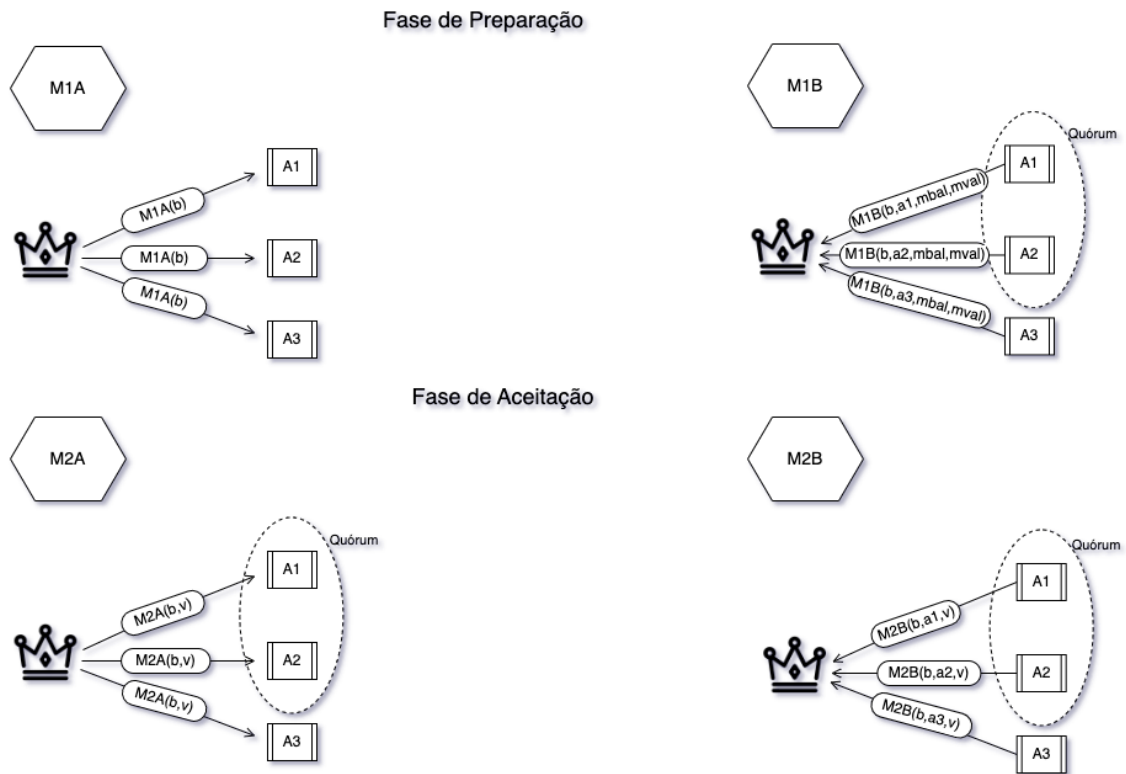 Fase de Preparação
M1A
M1B
Quórum
A1
M1A(b)
M1A(b)
A2
M1A(b)
A3
A1
M1B(b,a1,mbal,mval)
M1B(b,a2,mbal,mval)
A2
M1B(b,a3,mbal,mval)
A3
Fase de Aceitação
M2A
M2B
Quórum
A1
M2A(b,v)
M2A(b,v)
A2
M2A(b,v)
A3
Quórum
A1
M2B(b,a1,v)
M2B(b,a2,v)
A2
M2B(b,a3,v)
A3